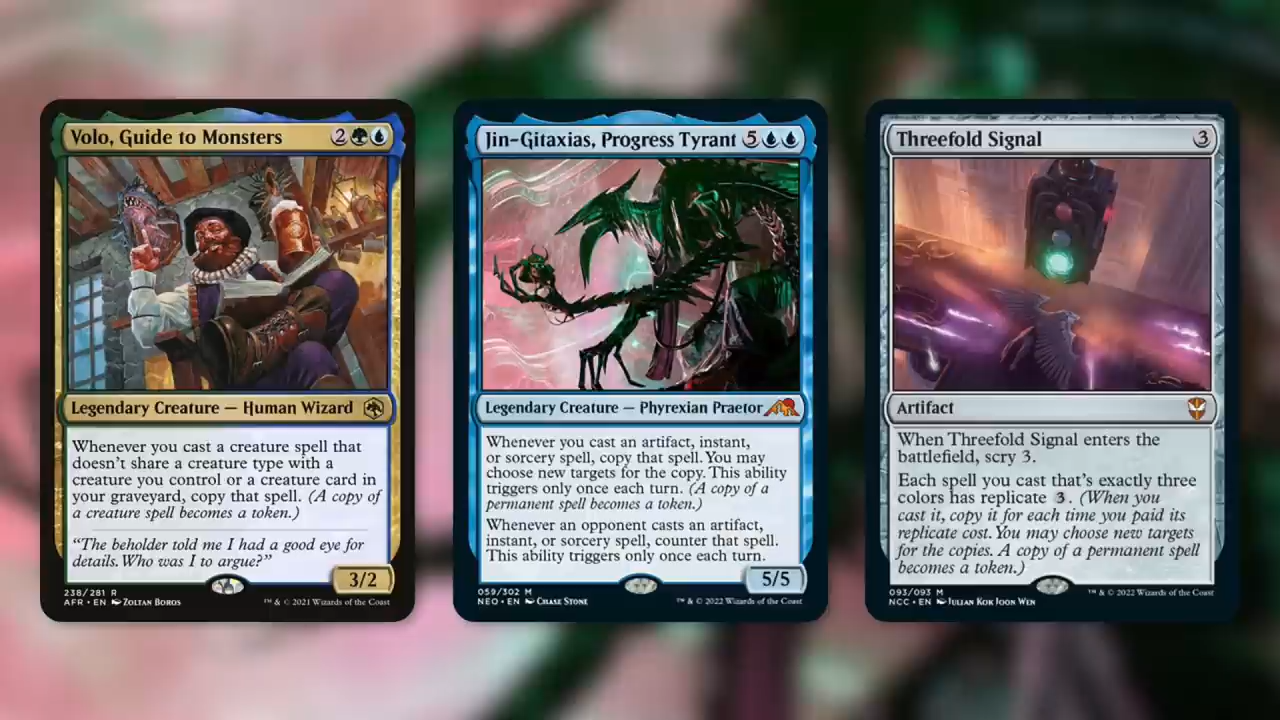 Volo, Guide to Monsters 2
Legendary Creature — Human Wizard
Whenever you cast a creature spell that
doesn't share a creature type with a
creature you control or a creature card in
your graveyard, copy that spell. (A copy of
a creature spell becomes a token.)
"The beholder told me I had a good eye for
details. Who was I to argue?"
3/2
238/281 R
AFR • EN ZOLTAN BOROS
™ & © 2021 Wizards of the Coast
Jin-Gitaxias, Progress Tyrant 5
Legendary Creature — Phyrexian Praetor
Whenever you cast an artifact, instant,
or sorcery spell, copy that spell. You may
choose new targets for the copy. This ability
triggers only once each turn. (A copy of a
permanent spell becomes a token.)
Whenever an opponent casts an artifact,
instant, or sorcery spell, counter that spell.
This ability triggers only once each turn.
5/5
059/302 M
NEO • EN CHASE STONE
™ & © 2022 Wizards of the Coast
Threefold Signal 3
Artifact
When Threefold Signal enters the
battlefield, scry 3.
Each spell you cast that's exactly three
colors has replicate 3. (When you
cast it, copy it for each time you paid its
replicate cost. You may choose new targets
for the copies. A copy of a permanent spell
becomes a token.)
093/093 M
NCC • EN JULIAN KOK JOON WEN
™ & © 2022 Wizards of the Coast